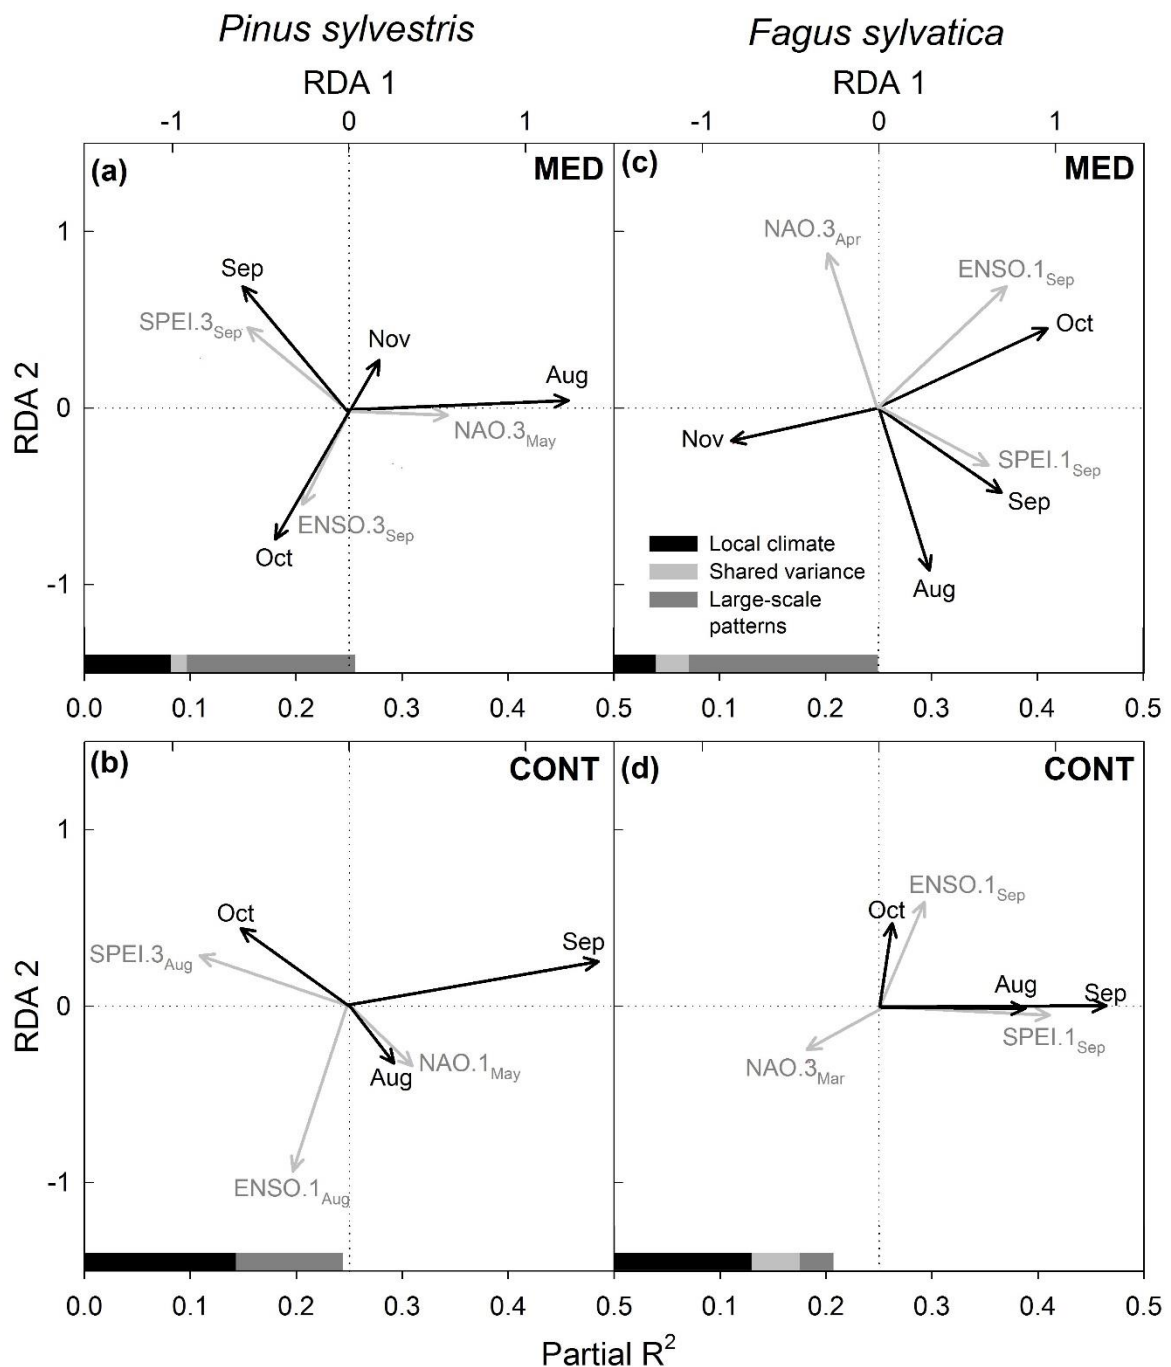 Pinus sylvestris
Fagus sylvatica
RDA 1
RDA 1
-1 0 1
-1 0 1
(a) MED
RDA 2
1
0
-1
Sep
SPEI.3Sep
Nov
Aug
NAO.3May
ENSO.3Sep
Oct
0.0 0.1 0.2 0.3 0.4 0.5
(c) MED
NAO.3Apr
ENSO.1Sep
Oct
Nov
SPEI.1Sep
Sep
Aug
Local climate
Shared variance
Large-scale
patterns
0.1 0.2 0.3 0.4 0.5
(b) CONT
RDA 2
1
0
-1
Oct
SPEI.3Aug
Sep
NAO.1May
Aug
ENSO.1Aug
0.0 0.1 0.2 0.3 0.4 0.5
(d) CONT
ENSO.1Sep
Oct
Aug
Sep
SPEI.1Sep
NAO.3Mar
0.1 0.2 0.3 0.4 0.5
Partial R²